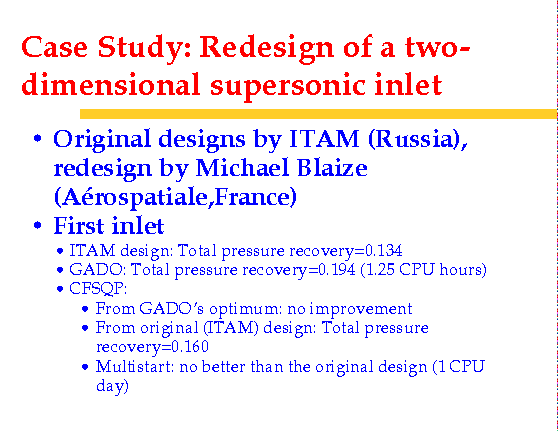 Case Study: Redesign of a two-
dimensional supersonic inlet
• Original designs by ITAM (Russia),
redesign by Michael Blaize
(Aérospatiale,France)
• First inlet
• ITAM design: Total pressure recovery=0.134
• GADO: Total pressure recovery=0.194 (1.25 CPU hours)
• CFSQP:
• From GADO's optimum: no improvement
• From original (ITAM) design: Total pressure
recovery=0.160
• Multistart: no better than the original design (1 CPU
day)